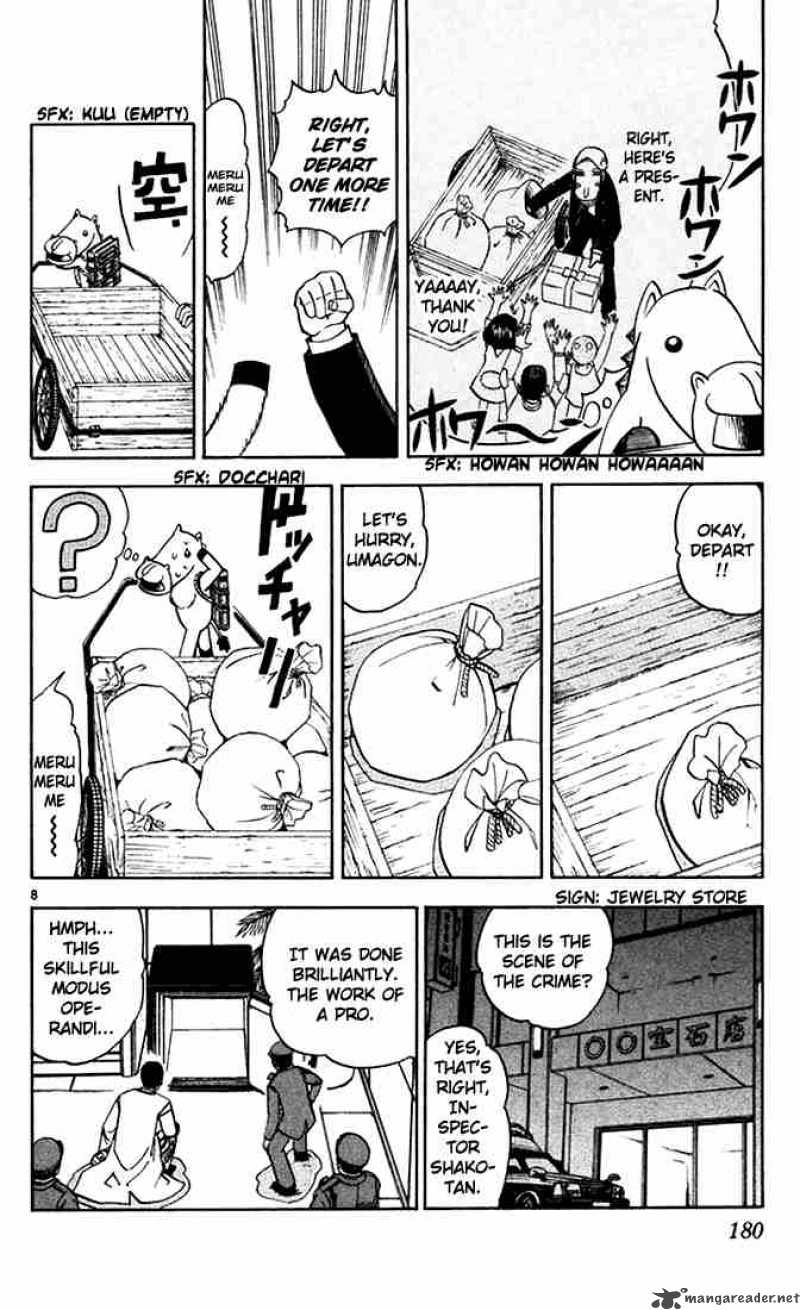 ホワン
RIGHT,
HERE'S
A PRES-
ENT.
ホワン
YAAAAY,
THANK
YOU!
ホワ〜ン
SFX: HOWAN HOWAN HOWAAAAN
RIGHT,
LET'S
DEPART
ONE MORE
TIME!!
MERU
MERU
ME
SFX: KUU (EMPTY)
空
OKAY,
DEPART
!!
LET'S
HURRY,
UMAGON.
SFX: DOCCHARI
ドッチャリ
?
MERU
MERU
ME
8
SIGN: JEWELRY STORE
THIS IS THE
SCENE OF
THE CRIME?
〇〇宝石店
YES,
THAT'S
RIGHT,
IN-
SPEC-
TOR
SHAKO-
TAN.
IT WAS DONE
BRILLIANTLY.
THE WORK OF
A PRO.
HMPH...
THIS
SKILLFUL
MODUS
OPE-
RANDI...
180
mangareader.net